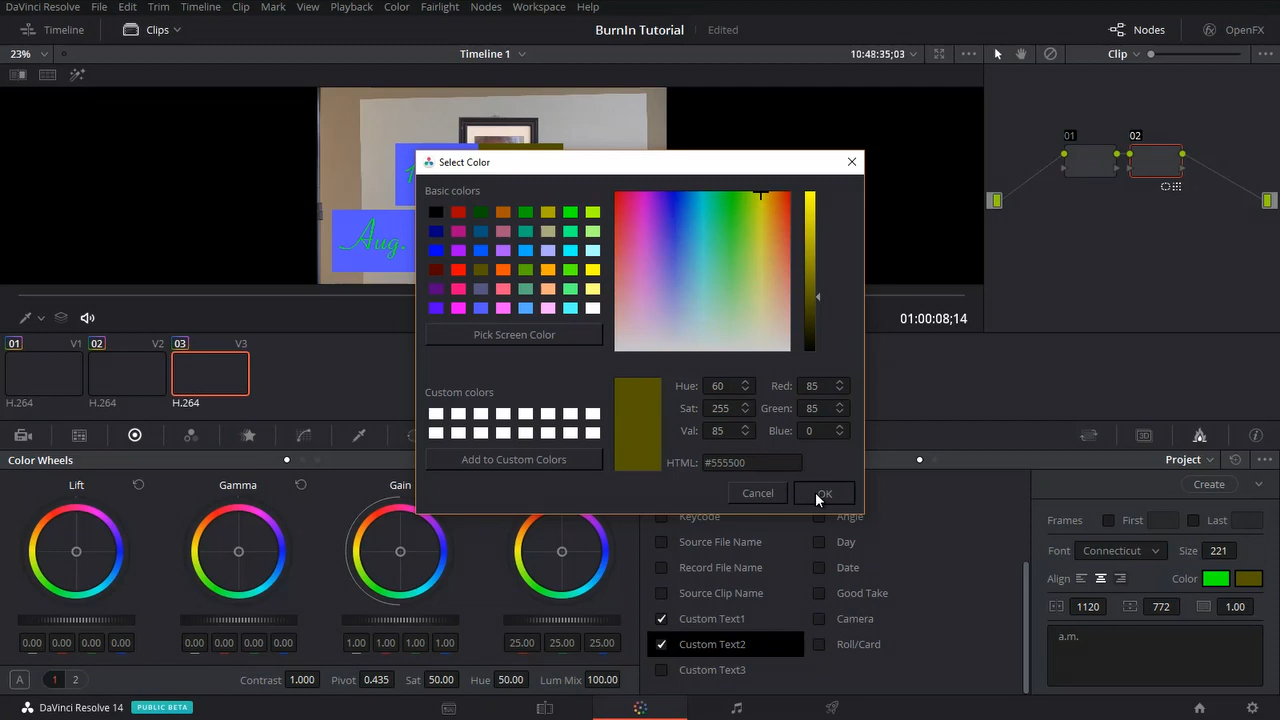 DaVinci Resolve File Edit Trim Timeline Clip Mark View Playback Color Fairlight Nodes Workspace Help
Timeline Clips BurnIn Tutorial Edited Nodes OpenFX
23% Timeline 1 10:48:35;03 Clip
01 02
Aug.
Select Color
Basic colors
Pick Screen Color
Custom colors
Add to Custom Colors
Hue: 60 Red: 85
Sat: 255 Green: 85
Val: 85 Blue: 0
HTML: #555500
Cancel OK
01:00:08;14
01 V1 02 V2 03 V3
H.264 H.264 H.264
Color Wheels Project
Lift Gamma Gain
0.00 0.00 0.00 0.00 0.00 0.00 0.00 0.00 1.00 1.00 1.00 1.00 25.00 25.00 25.00
A 1 2 Contrast 1.000 Pivot 0.435 Sat 50.00 Hue 50.00 Lum Mix 100.00
Keycode Angle
Source File Name Day
Record File Name Date
Source Clip Name Good Take
Custom Text1 Camera
Custom Text2 Roll/Card
Custom Text3
Create
Frames First Last
Font Connecticut Size 221
Align Color
1120 772 1.00
a.m.
DaVinci Resolve 14 PUBLIC BETA